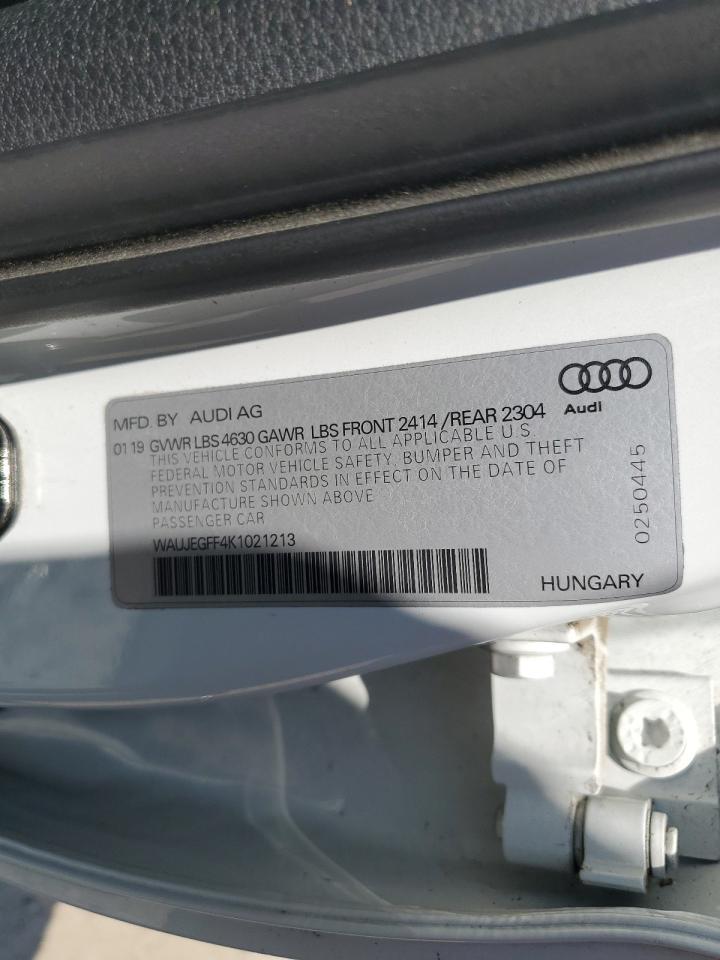 MFD. BY AUDI AG
01 19 GVWR LBS 4630 GAWR LBS FRONT 2414 /REAR 2304
THIS VEHICLE CONFORMS TO ALL APPLICABLE U.S.
FEDERAL MOTOR VEHICLE SAFETY, BUMPER AND THEFT
PREVENTION STANDARDS IN EFFECT ON THE DATE OF
MANUFACTURE SHOWN ABOVE
PASSENGER CAR
WAUJEGFF4K1021213
Audi
0250445
HUNGARY